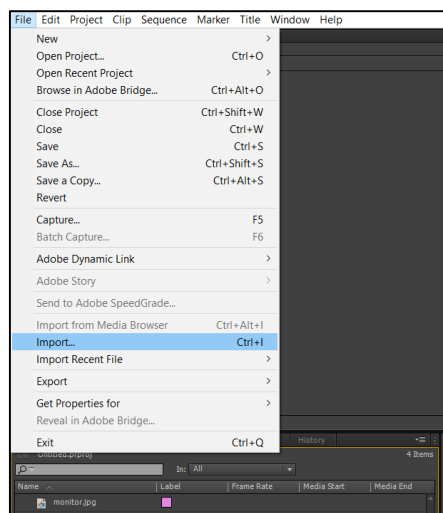 File Edit Project Clip Sequence Marker Title Window Help
New
Open Project... Ctrl+O
Open Recent Project
Browse in Adobe Bridge... Ctrl+Alt+O
Close Project Ctrl+Shift+W
Close Ctrl+W
Save Ctrl+S
Save As... Ctrl+Shift+S
Save a Copy... Ctrl+Alt+S
Revert
Capture... F5
Batch Capture... F6
Adobe Dynamic Link
Adobe Story
Send to Adobe SpeedGrade...
Import from Media Browser Ctrl+Alt+I
Import... Ctrl+I
Import Recent File
Export
Get Properties for
Reveal in Adobe Bridge...
Exit Ctrl+Q
History
Untitled.prproj 4 Items
In: All
Name Label Frame Rate Media Start Media End
monitor.jpg